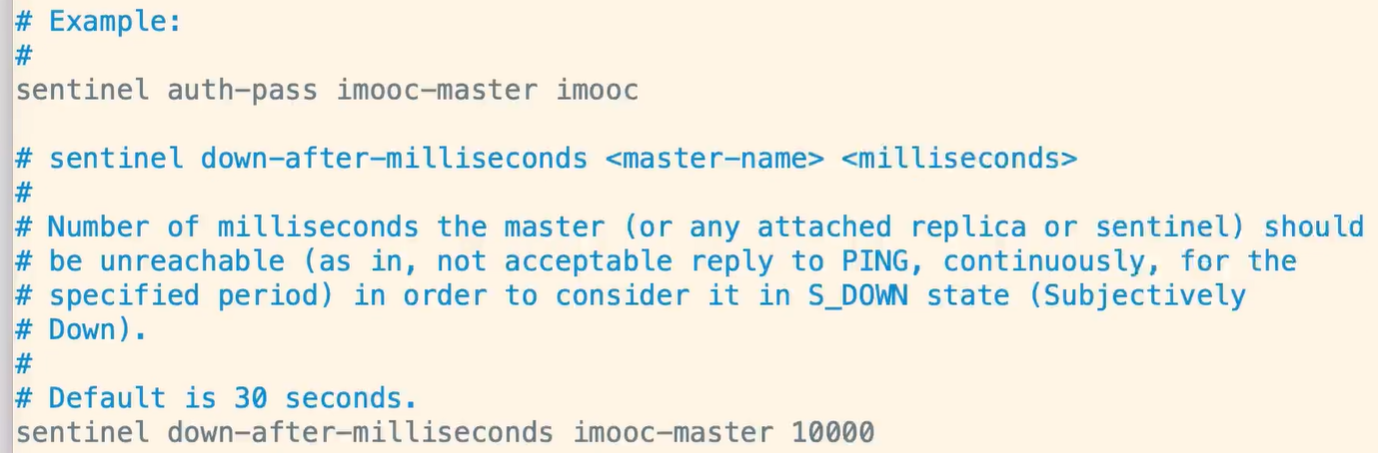 # Example:
#
sentinel auth-pass imooc-master imooc
# sentinel down-after-milliseconds <master-name> <milliseconds>
#
# Number of milliseconds the master (or any attached replica or sentinel) should
# be unreachable (as in, not acceptable reply to PING, continuously, for the
# specified period) in order to consider it in S_DOWN state (Subjectively
# Down).
#
# Default is 30 seconds.
sentinel down-after-milliseconds imooc-master 10000